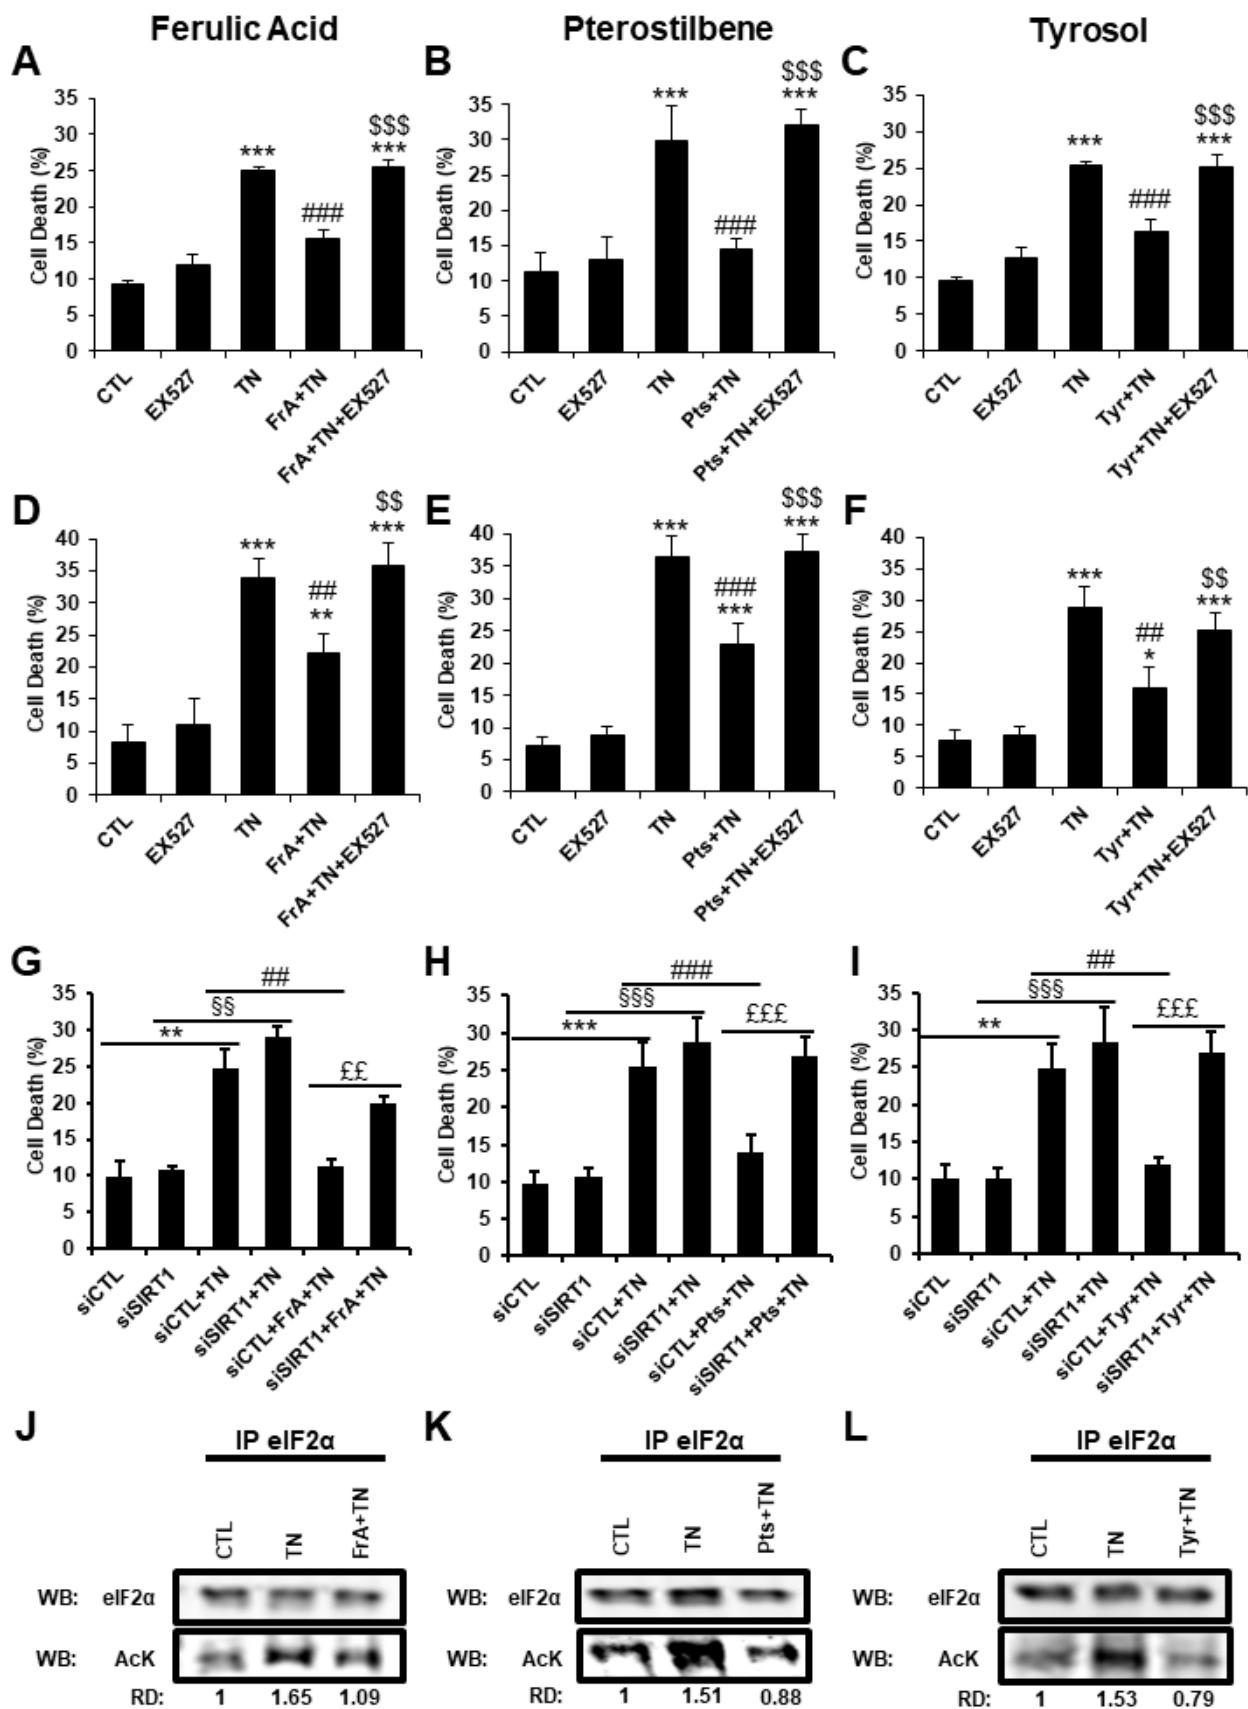 Ferulic Acid
Pterostilbene
Tyrosol
A
Cell Death (%)
35
30
25
20
15
10
5
0
***
###
$$$
***
CTL
EX527
TN
FrA+TN
FrA+TN+EX527
B
Cell Death (%)
35
30
25
20
15
10
5
0
***
###
$$$
***
CTL
EX527
TN
Pts+TN
Pts+TN+EX527
C
Cell Death (%)
35
30
25
20
15
10
5
0
***
###
$$$
***
CTL
EX527
TN
Tyr+TN
Tyr+TN+EX527
D
Cell Death (%)
40
35
30
25
20
15
10
5
0
***
##
**
$$
***
CTL
EX527
TN
FrA+TN
FrA+TN+EX527
E
Cell Death (%)
40
35
30
25
20
15
10
5
0
***
###
***
$$$
***
CTL
EX527
TN
Pts+TN
Pts+TN+EX527
F
Cell Death (%)
40
35
30
25
20
15
10
5
0
***
##
*
$$
***
CTL
EX527
TN
Tyr+TN
Tyr+TN+EX527
G
Cell Death (%)
35
30
25
20
15
10
5
0
##
§§
**
££
siCTL
siSIRT1
siCTL+TN
siSIRT1+TN
siCTL+FrA+TN
siSIRT1+FrA+TN
H
Cell Death (%)
35
30
25
20
15
10
5
0
###
§§§
***
£££
siCTL
siSIRT1
siCTL+TN
siSIRT1+TN
siCTL+Pts+TN
siSIRT1+Pts+TN
I
Cell Death (%)
35
30
25
20
15
10
5
0
##
§§§
**
£££
siCTL
siSIRT1
siCTL+TN
siSIRT1+TN
siCTL+Tyr+TN
siSIRT1+Tyr+TN
J
IP eIF2α
CTL
TN
FrA+TN
WB: eIF2α
WB: AcK
RD: 1 1.65 1.09
K
IP eIF2α
CTL
TN
Pts+TN
WB: eIF2α
WB: AcK
RD: 1 1.51 0.88
L
IP eIF2α
CTL
TN
Tyr+TN
WB: eIF2α
WB: AcK
RD: 1 1.53 0.79